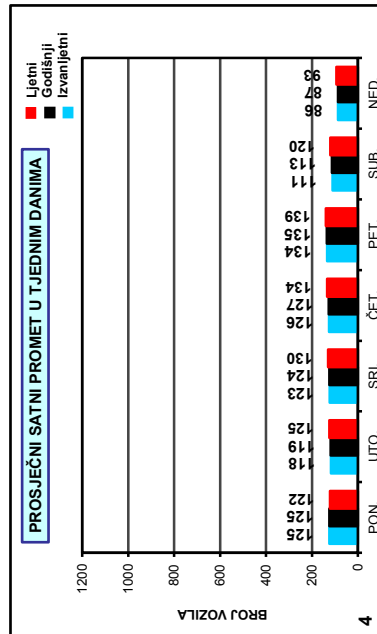 PROSJEČNI SATNI PROMET U TJEDNIM DANIMA
Ljetni
Godišnji
Izvanljetni
BROJ VOZILA
1200
1000
800
600
400
200
0
125 125 122
118 119 125
123 124 130
126 127 134
134 135 139
111 113 120
86 87 93
PON UTO SRI ČET PET SUB NED
4